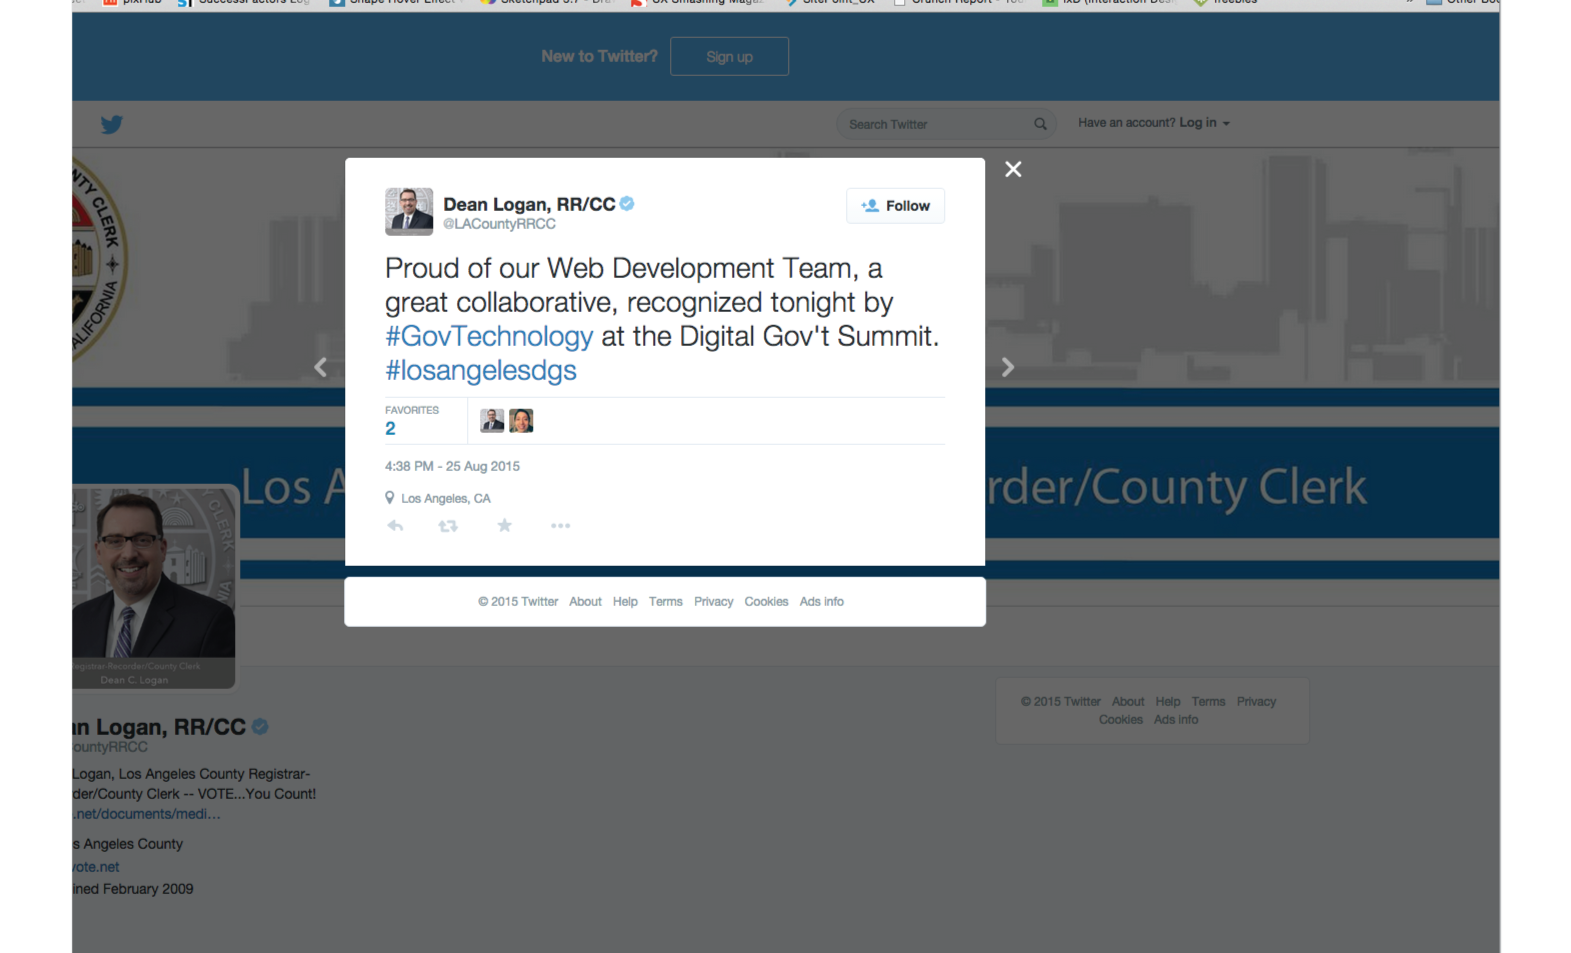 New to Twitter? Sign up
Search Twitter
Have an account? Log in
Dean Logan, RR/CC
@LACountyRRCC
Follow
Proud of our Web Development Team, a
great collaborative, recognized tonight by
#GovTechnology at the Digital Gov't Summit.
#losangelesdgs
FAVORITES
2
4:38 PM - 25 Aug 2015
Los Angeles, CA
© 2015 Twitter About Help Terms Privacy Cookies Ads info
TY CLERK
ALIFORNIA
Los A
rder/County Clerk
Registrar-Recorder/County Clerk
Dean C. Logan
n Logan, RR/CC
ountyRRCC
Logan, Los Angeles County Registrar-
der/County Clerk -- VOTE...You Count!
.net/documents/medi...
s Angeles County
vote.net
ined February 2009
© 2015 Twitter About Help Terms Privacy
Cookies Ads info